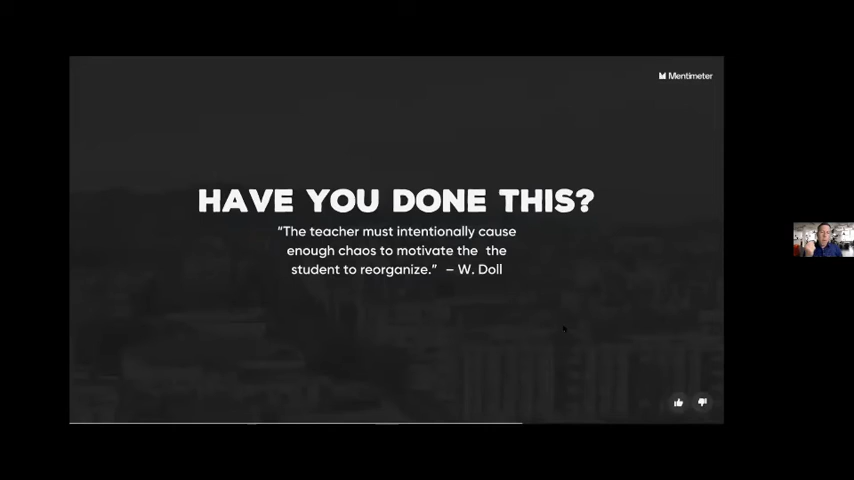 Mentimeter
HAVE YOU DONE THIS?
“The teacher must intentionally cause
enough chaos to motivate the the
student to reorganize.” – W. Doll